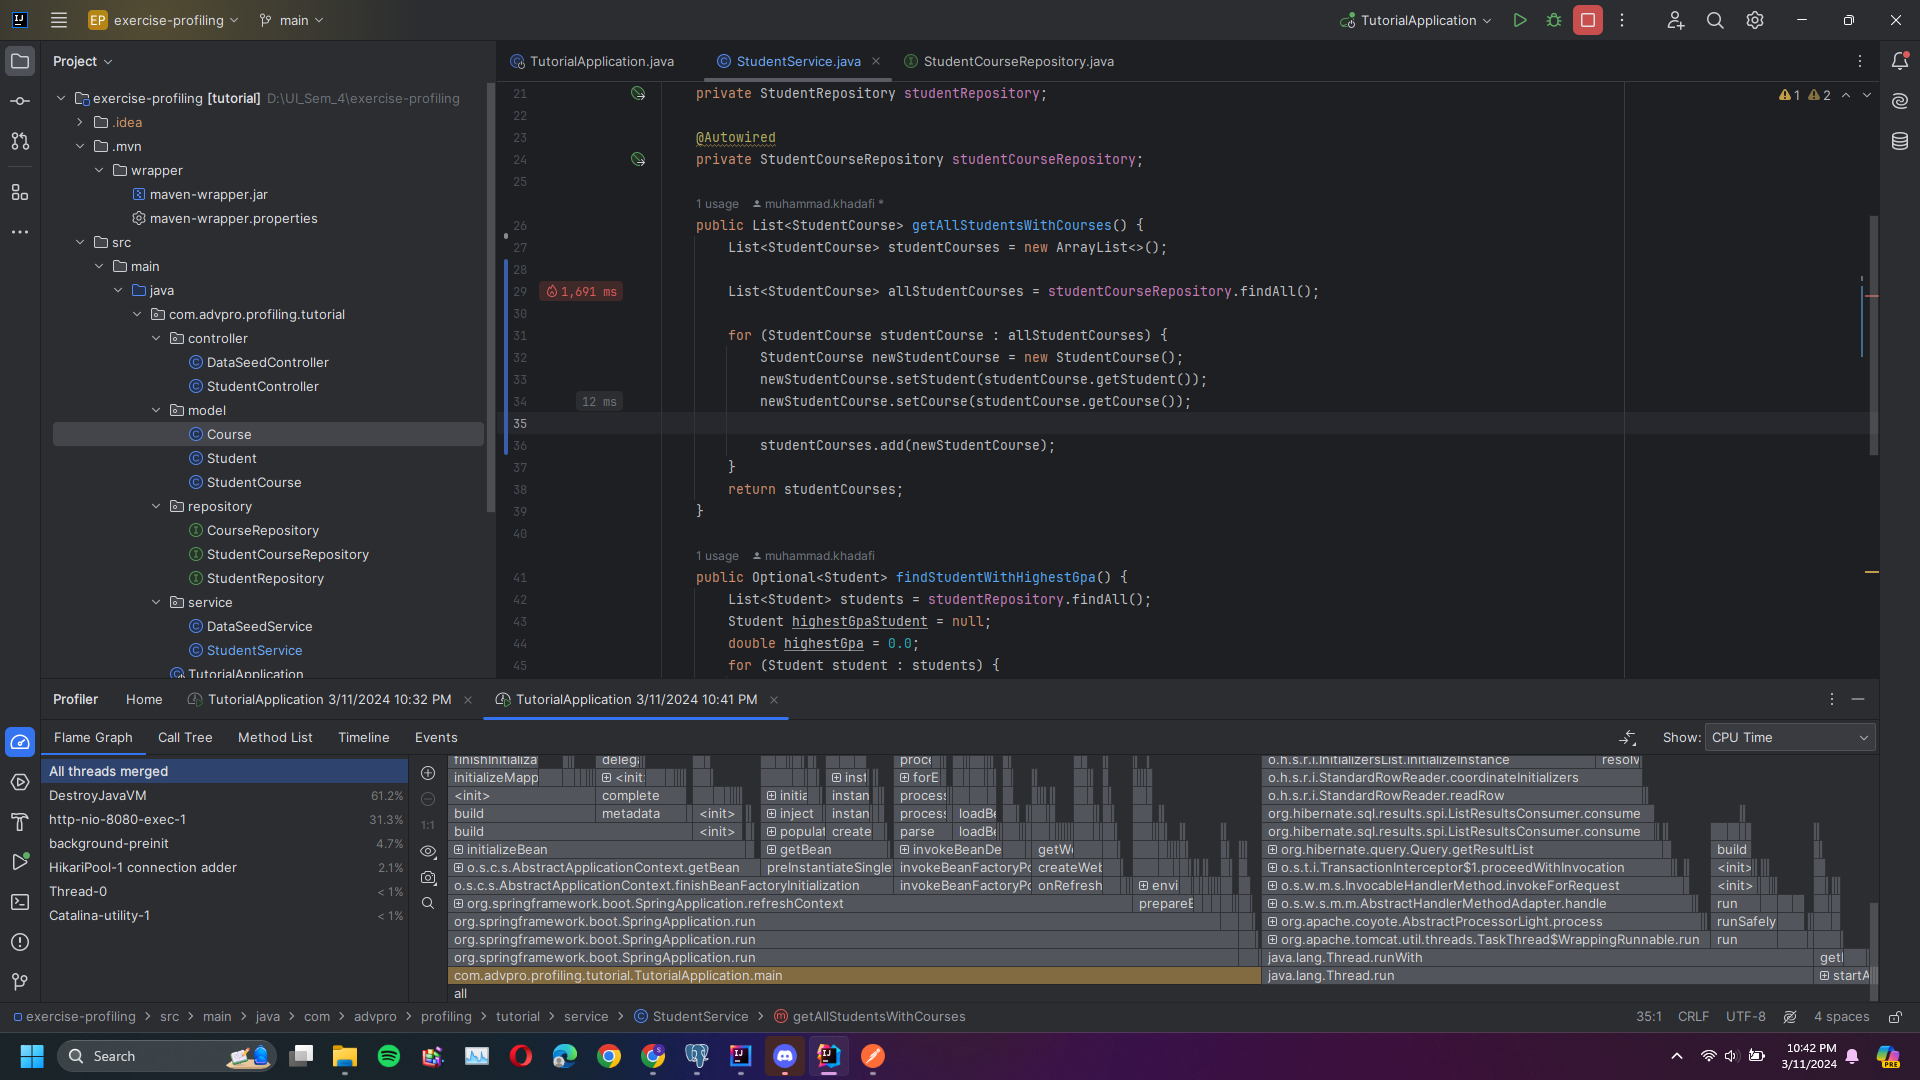 EP exercise-profiling main TutorialApplication
Project
TutorialApplication.java StudentService.java StudentCourseRepository.java
exercise-profiling [tutorial] D:\UI_Sem_4\exercise-profiling
.idea
.mvn
wrapper
maven-wrapper.jar
maven-wrapper.properties
src
main
java
com.advpro.profiling.tutorial
controller
DataSeedController
StudentController
model
Course
Student
StudentCourse
repository
CourseRepository
StudentCourseRepository
StudentRepository
service
DataSeedService
StudentService
TutorialApplication
1 2
21 private StudentRepository studentRepository;
22
23 @Autowired
24 private StudentCourseRepository studentCourseRepository;
25
1 usage muhammad.khadafi *
26 public List<StudentCourse> getAllStudentsWithCourses() {
27 List<StudentCourse> studentCourses = new ArrayList<>();
28
29 1,691 ms List<StudentCourse> allStudentCourses = studentCourseRepository.findAll();
30
31 for (StudentCourse studentCourse : allStudentCourses) {
32 StudentCourse newStudentCourse = new StudentCourse();
33 newStudentCourse.setStudent(studentCourse.getStudent());
34 12 ms newStudentCourse.setCourse(studentCourse.getCourse());
35
36 studentCourses.add(newStudentCourse);
37 }
38 return studentCourses;
39 }
40
1 usage muhammad.khadafi
41 public Optional<Student> findStudentWithHighestGpa() {
42 List<Student> students = studentRepository.findAll();
43 Student highestGpaStudent = null;
44 double highestGpa = 0.0;
45 for (Student student : students) {
Profiler Home TutorialApplication 3/11/2024 10:32 PM TutorialApplication 3/11/2024 10:41 PM
Flame Graph Call Tree Method List Timeline Events Show: CPU Time
All threads merged
DestroyJavaVM 61.2%
http-nio-8080-exec-1 31.3%
background-preinit 4.7%
HikariPool-1 connection adder 2.1%
Thread-0 < 1%
Catalina-utility-1 < 1%
1:1
finishInitializa deleg proce o.h.s.r.i.InitializersList.initializeInstance resolv
initializeMapp <init: inst forE o.h.s.r.i.StandardRowReader.coordinateInitializers
<init> complete initia instan process o.h.s.r.i.StandardRowReader.readRow
build metadata <init> inject instan process loadBe org.hibernate.sql.results.spi.ListResultsConsumer.consume
build <init> populat create parse loadBe org.hibernate.sql.results.spi.ListResultsConsumer.consume
initializeBean getBean invokeBeanDe getW org.hibernate.query.Query.getResultList build
o.s.c.s.AbstractApplicationContext.getBean preInstantiateSingle invokeBeanFactoryPo createWeb o.s.t.i.TransactionInterceptor$1.proceedWithInvocation <init>
o.s.c.s.AbstractApplicationContext.finishBeanFactoryInitialization invokeBeanFactoryPo onRefresh envi o.s.w.m.s.InvocableHandlerMethod.invokeForRequest <init>
org.springframework.boot.SpringApplication.refreshContext prepareE o.s.w.s.m.m.AbstractHandlerMethodAdapter.handle run
org.springframework.boot.SpringApplication.run org.apache.coyote.AbstractProcessorLight.process runSafely
org.springframework.boot.SpringApplication.run org.apache.tomcat.util.threads.TaskThread$WrappingRunnable.run run
org.springframework.boot.SpringApplication.run java.lang.Thread.runWith
com.advpro.profiling.tutorial.TutorialApplication.main java.lang.Thread.run startA
all
exercise-profiling > src > main > java > com > advpro > profiling > tutorial > service > StudentService > getAllStudentsWithCourses 35:1 CRLF UTF-8 4 spaces
Search 10:42 PM
3/11/2024